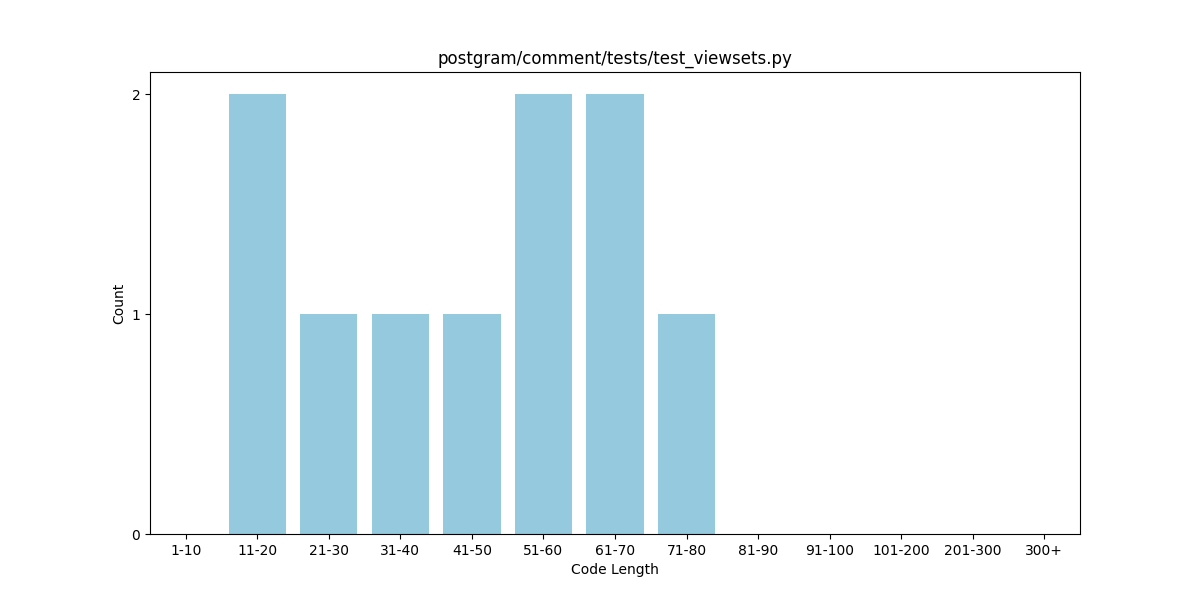 postgram/comment/tests/test_viewsets.py
Count
2
1
0
1-10 11-20 21-30 31-40 41-50 51-60 61-70 71-80 81-90 91-100 101-200 201-300 300+
Code Length